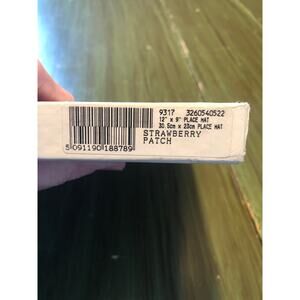 9317 3260540522
12" x 9" PLACE MAT
30.5cm x 23cm PLACE MAT
STRAWBERRY
PATCH
5 091190 188789